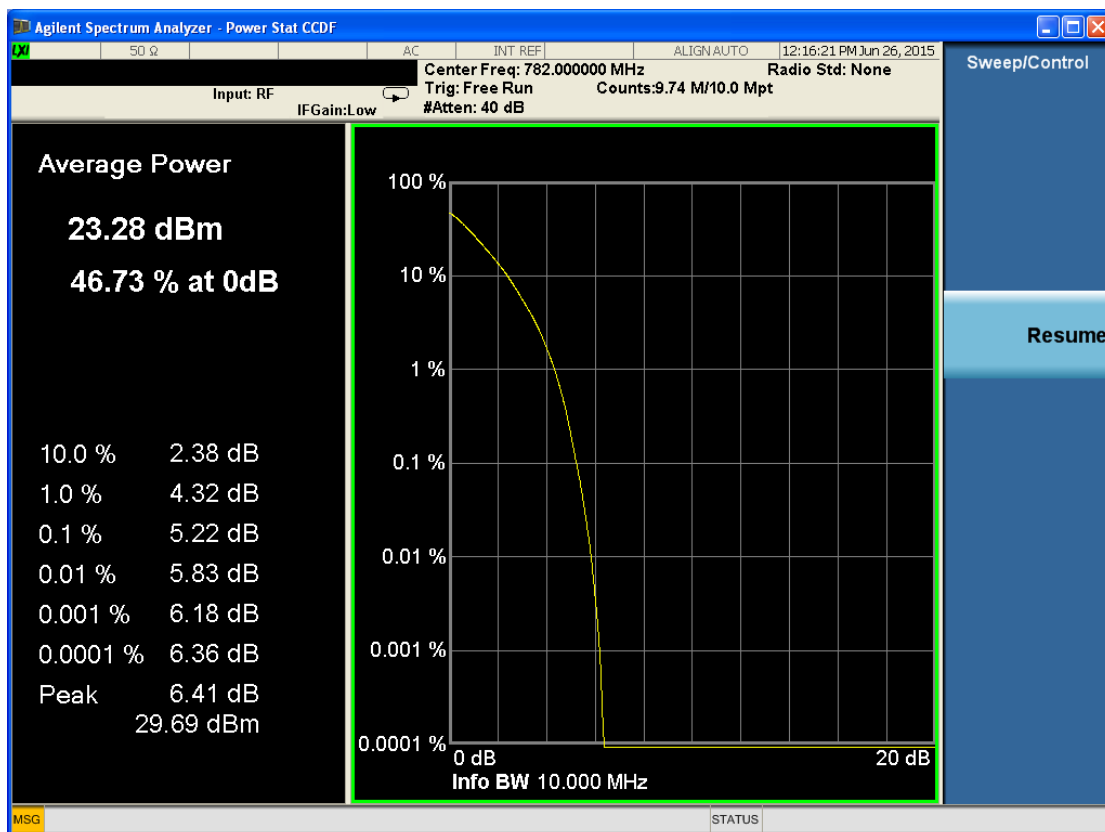 Agilent Spectrum Analyzer - Power Stat CCDF
LXI 50 Ω AC INT REF ALIGN AUTO 12:16:21 PM Jun 26, 2015
Center Freq: 782.000000 MHz Radio Std: None
Input: RF Trig: Free Run Counts:9.74 M/10.0 Mpt
IFGain:Low #Atten: 40 dB
Sweep/Control
Resume
Average Power
23.28 dBm
46.73 % at 0dB
10.0 % 2.38 dB
1.0 % 4.32 dB
0.1 % 5.22 dB
0.01 % 5.83 dB
0.001 % 6.18 dB
0.0001 % 6.36 dB
Peak 6.41 dB
29.69 dBm
100 %
10 %
1 %
0.1 %
0.01 %
0.001 %
0.0001 %
0 dB 20 dB
Info BW 10.000 MHz
MSG STATUS